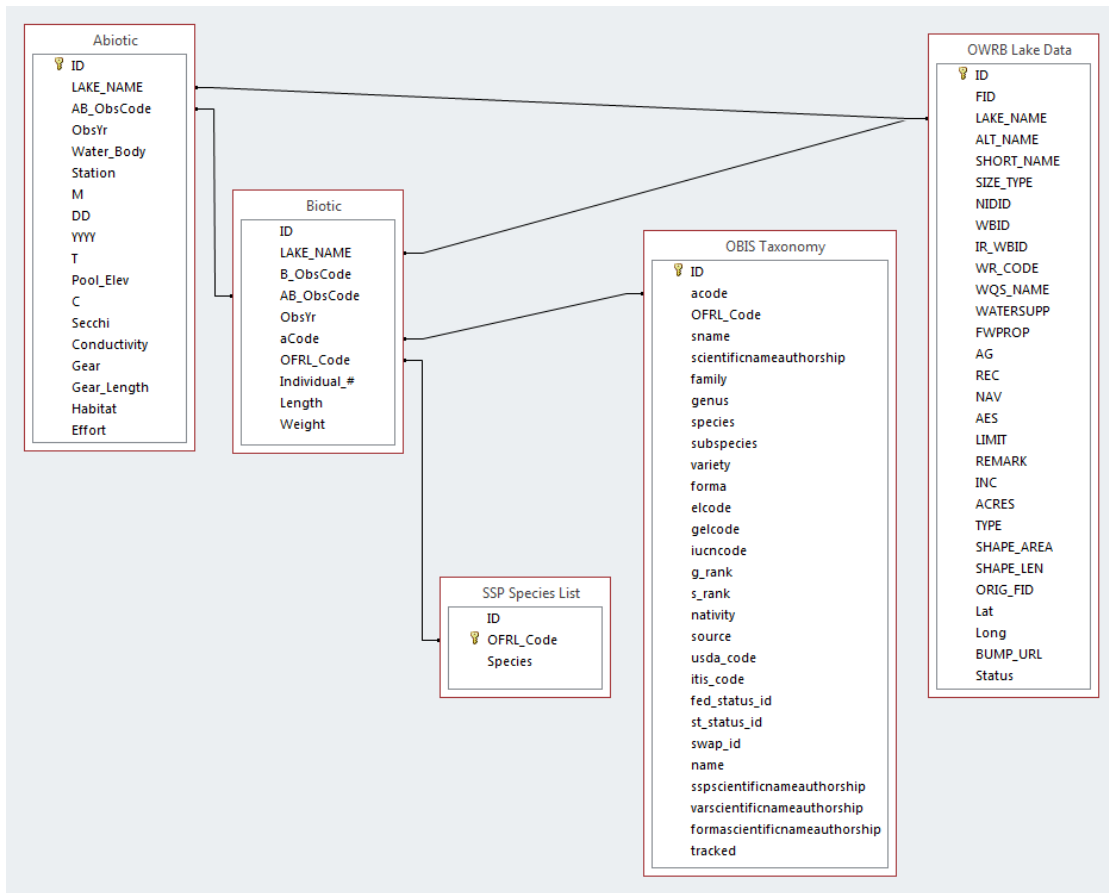 Abiotic
ID
LAKE_NAME
AB_ObsCode
ObsYr
Water_Body
Station
M
DD
YYYY
T
Pool_Elev
C
Secchi
Conductivity
Gear
Gear_Length
Habitat
Effort
Biotic
ID
LAKE_NAME
B_ObsCode
AB_ObsCode
ObsYr
aCode
OFRL_Code
Individual_#
Length
Weight
SSP Species List
ID
OFRL_Code
Species
OBIS Taxonomy
ID
acode
OFRL_Code
sname
scientificnameauthorship
family
genus
species
subspecies
variety
forma
elcode
gelcode
iucncode
g_rank
s_rank
nativity
source
usda_code
itis_code
fed_status_id
st_status_id
swap_id
name
sspscientificnameauthorship
varscientificnameauthorship
formascientificnameauthorship
tracked
OWRB Lake Data
ID
FID
LAKE_NAME
ALT_NAME
SHORT_NAME
SIZE_TYPE
NIDID
WBID
IR_WBID
WR_CODE
WQS_NAME
WATERSUPP
FWPROP
AG
REC
NAV
AES
LIMIT
REMARK
INC
ACRES
TYPE
SHAPE_AREA
SHAPE_LEN
ORIG_FID
Lat
Long
BUMP_URL
Status